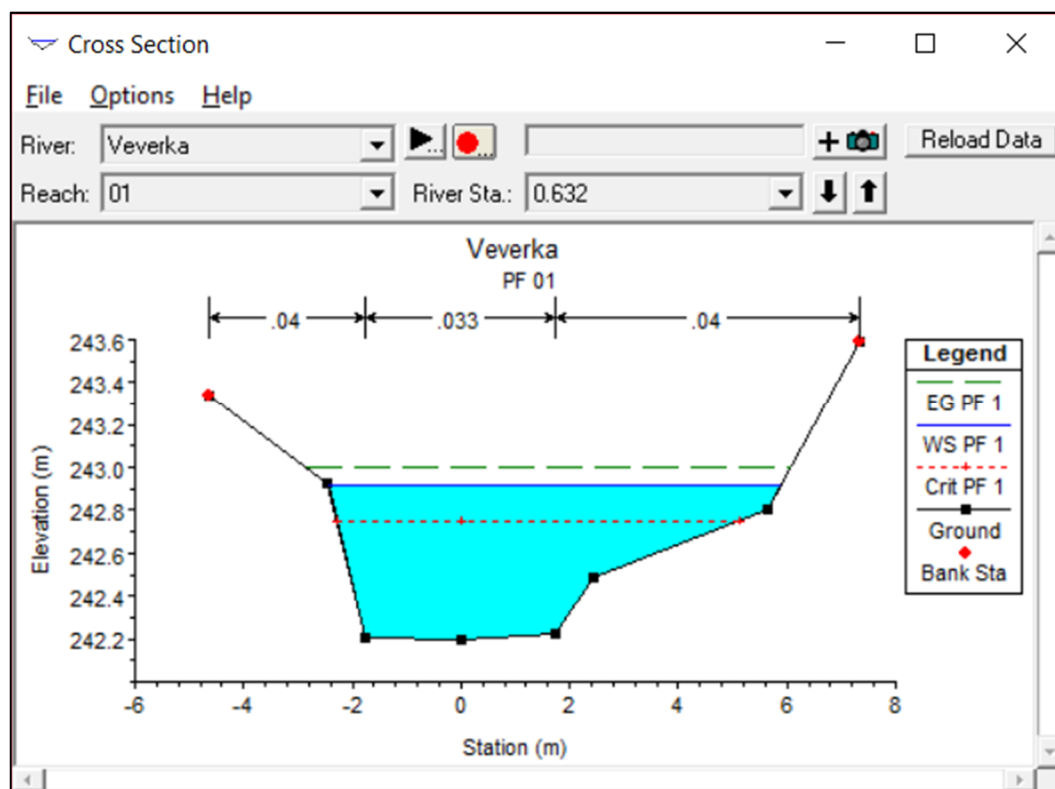 Cross Section
File Options Help
River: Veverka
Reload Data
Reach: 01 River Sta.: 0.632
Veverka
PF 01
.04 .033 .04
243.6
243.4
243.2
243.0
242.8
242.6
242.4
242.2
Elevation (m)
-6 -4 -2 0 2 4 6 8
Station (m)
Legend
EG PF 1
WS PF 1
Crit PF 1
Ground
Bank Sta